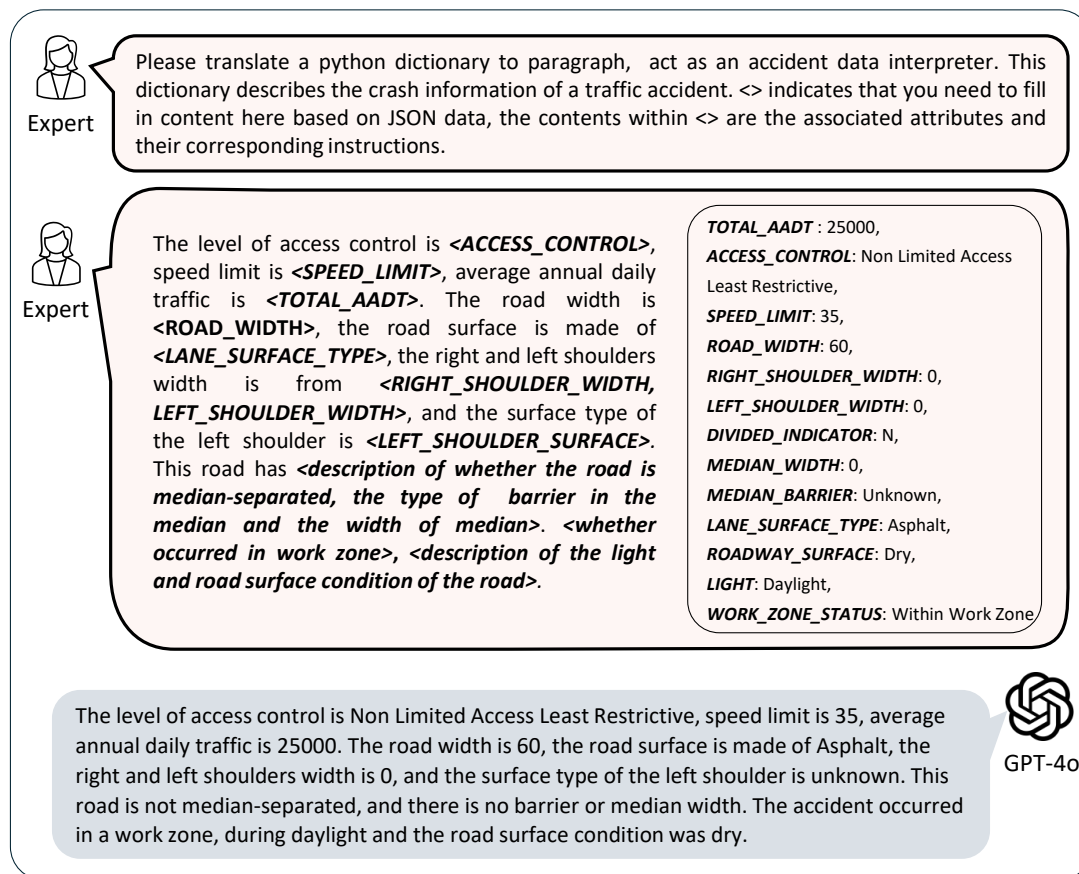 Please translate a python dictionary to paragraph, act as an accident data interpreter. This
dictionary describes the crash information of a traffic accident. <> indicates that you need to fill
in content here based on JSON data, the contents within <> are the associated attributes and
their corresponding instructions.
Expert
The level of access control is <ACCESS_CONTROL>,
speed limit is <SPEED_LIMIT>, average annual daily
traffic is <TOTAL_AADT>. The road width is
<ROAD_WIDTH>, the road surface is made of
<LANE_SURFACE_TYPE>, the right and left shoulders
width is from <RIGHT_SHOULDER_WIDTH,
LEFT_SHOULDER_WIDTH>, and the surface type of
the left shoulder is <LEFT_SHOULDER_SURFACE>.
This road has <description of whether the road is
median-separated, the type of barrier in the
median and the width of median>. <whether
occurred in work zone>, <description of the light
and road surface condition of the road>.
Expert
TOTAL_AADT : 25000,
ACCESS_CONTROL: Non Limited Access
Least Restrictive,
SPEED_LIMIT: 35,
ROAD_WIDTH: 60,
RIGHT_SHOULDER_WIDTH: 0,
LEFT_SHOULDER_WIDTH: 0,
DIVIDED_INDICATOR: N,
MEDIAN_WIDTH: 0,
MEDIAN_BARRIER: Unknown,
LANE_SURFACE_TYPE: Asphalt,
ROADWAY_SURFACE: Dry,
LIGHT: Daylight,
WORK_ZONE_STATUS: Within Work Zone
The level of access control is Non Limited Access Least Restrictive, speed limit is 35, average
annual daily traffic is 25000. The road width is 60, the road surface is made of Asphalt, the
right and left shoulders width is 0, and the surface type of the left shoulder is unknown. This
road is not median-separated, and there is no barrier or median width. The accident occurred
in a work zone, during daylight and the road surface condition was dry.
GPT-4o